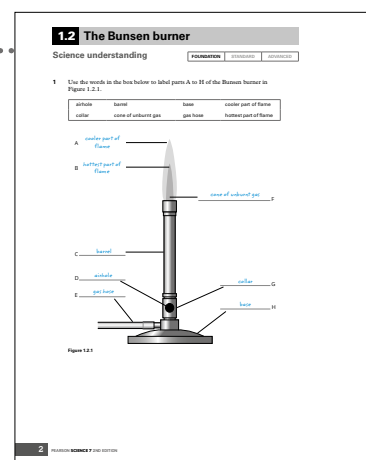 1.2 The Bunsen burner
Science understanding
FOUNDATION STANDARD ADVANCED
1 Use the words in the box below to label parts A to H of the Bunsen burner in
Figure 1.2.1.
airhole barrel base cooler part of flame
collar cone of unburnt gas gas hose hottest part of flame
A cooler part of
flame
B hottest part of
flame
cone of unburnt gas F
C barrel
D airhole
E gas hose
collar G
base H
Figure 1.2.1
2 PEARSON SCIENCE 7 2ND EDITION